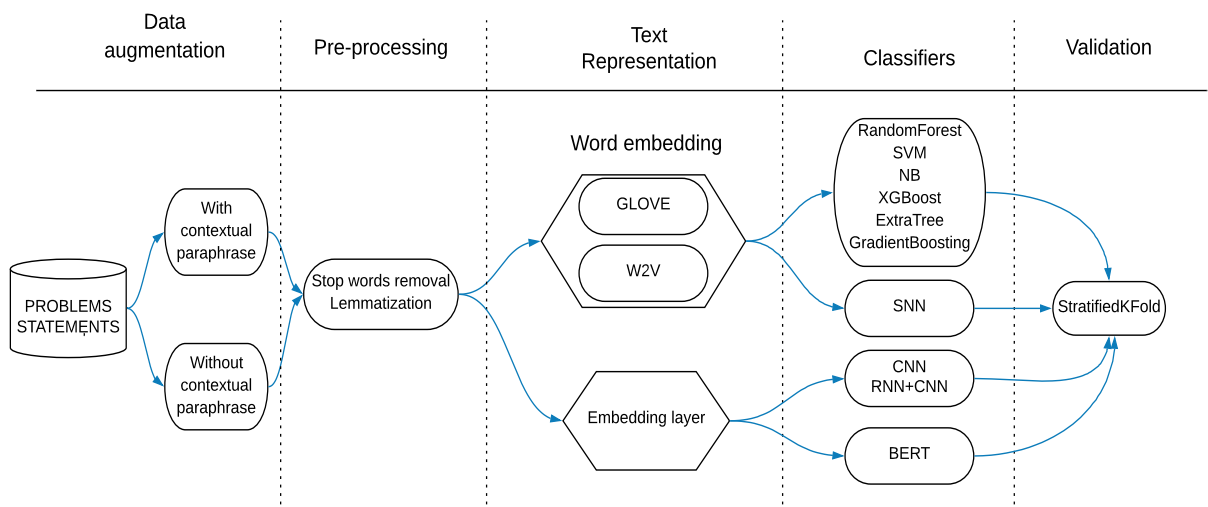 Data
augmentation
Pre-processing
Text
Representation
Classifiers
Validation
PROBLEMS
STATEMENTS
With
contextual
paraphrase
Without
contextual
paraphrase
Stop words removal
Lemmatization
Word embedding
GLOVE
W2V
Embedding layer
RandomForest
SVM
NB
XGBoost
ExtraTree
GradientBoosting
SNN
CNN
RNN+CNN
BERT
StratifiedKFold